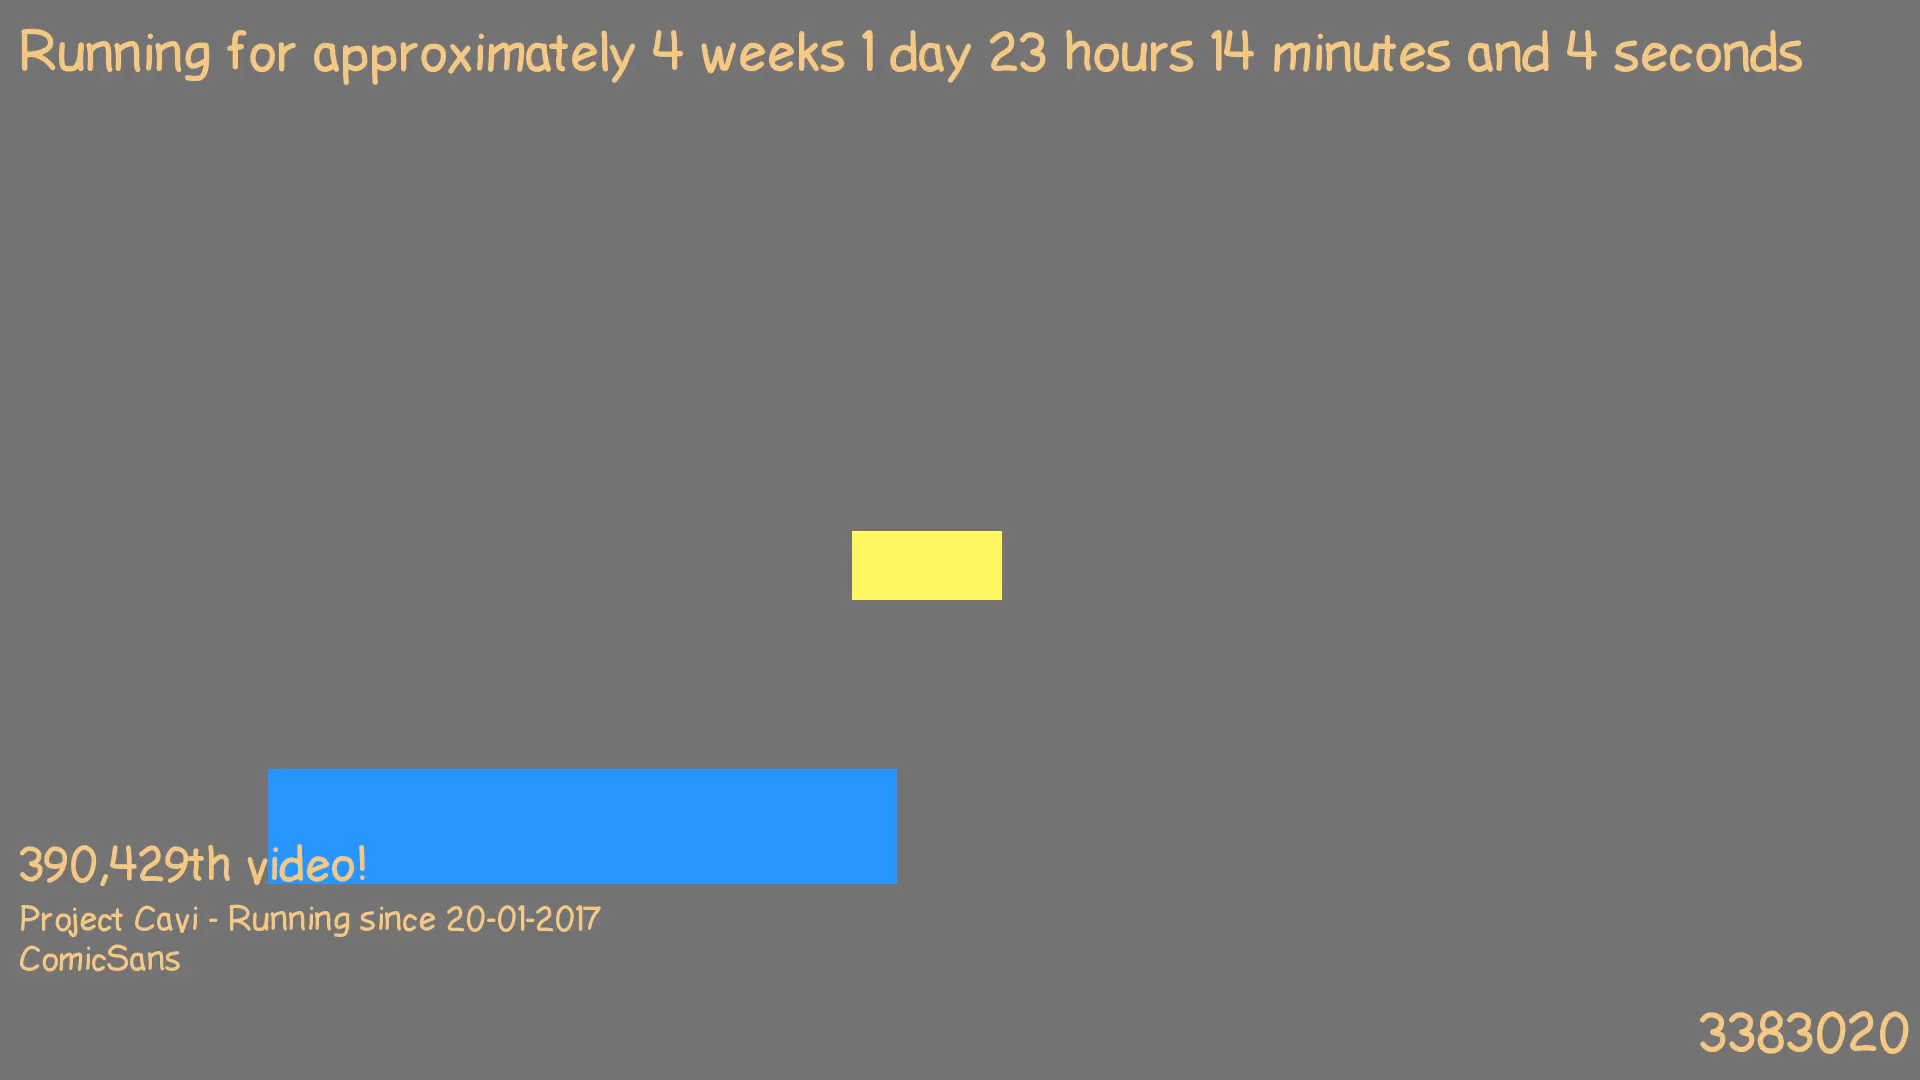 Running for approximately 4 weeks 1 day 23 hours 14 minutes and 4 seconds
390,429th video!
Project Cavi - Running since 20-01-2017
ComicSans
3383020